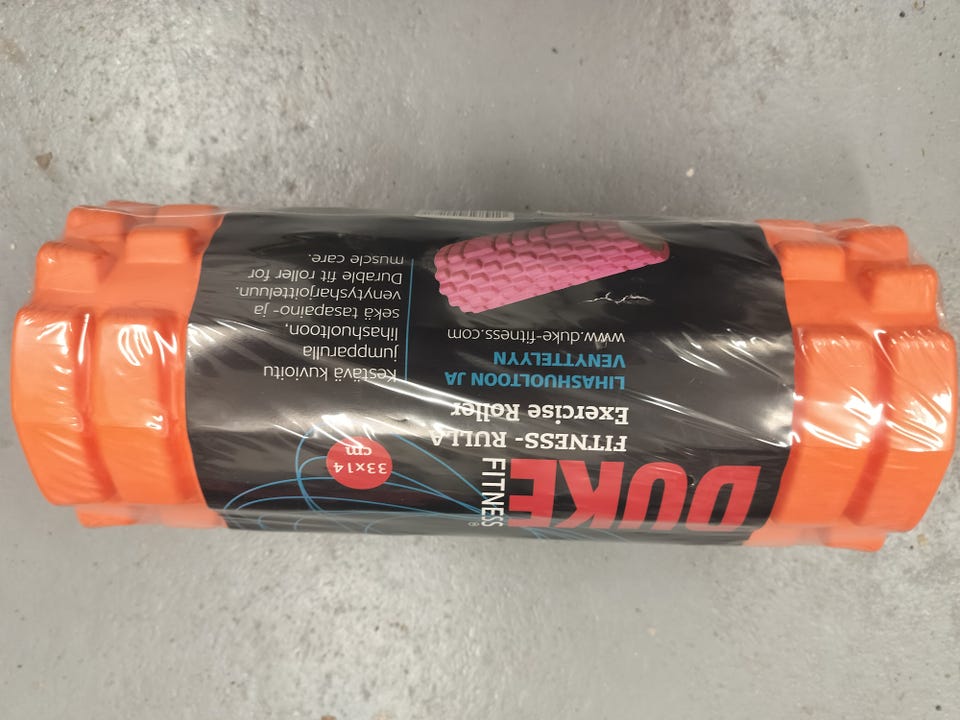 DUKE
FITNESS®
FITNESS- RULLA
Exercise Roller
LIHASHUOLTOON JA
VENYTTELYYN
www.duke-fitness.com
33x14
cm
Kestävä kuvioitu
jumpparulla
lihashuoltoon,
sekä tasapaino- ja
venytysharjoitteluun.
Durable fit roller for
muscle care.